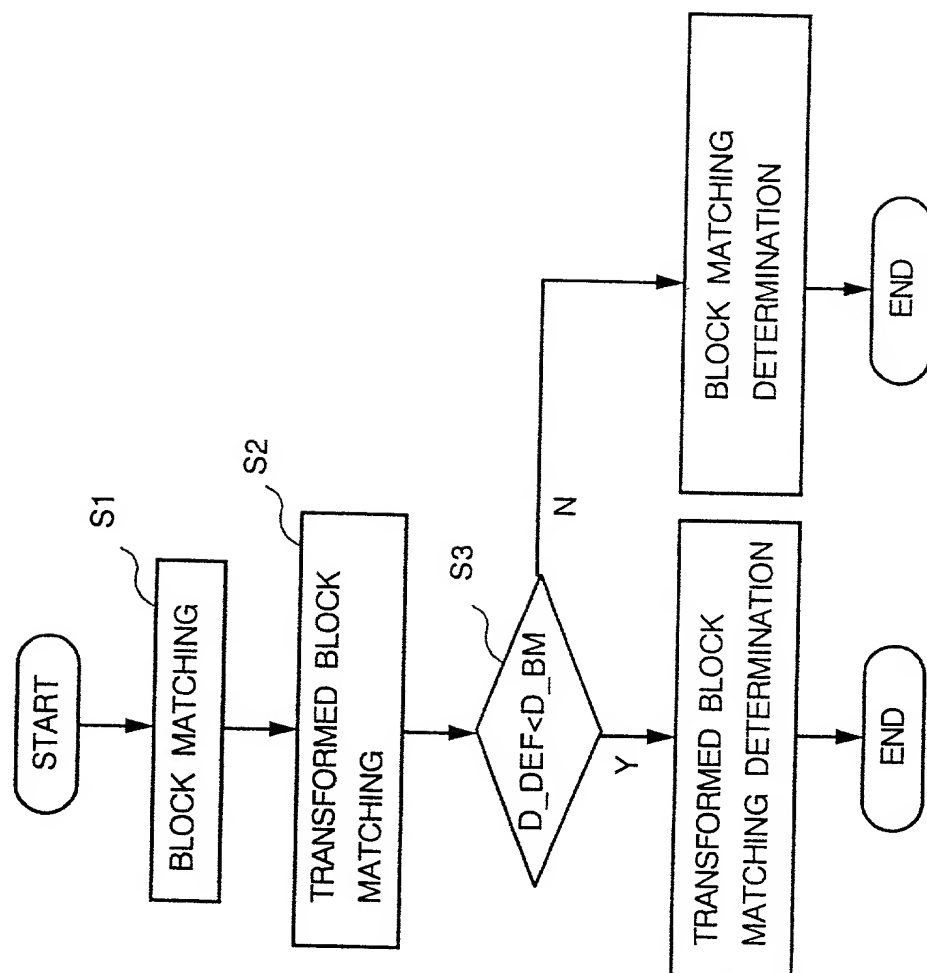 START
S1
BLOCK MATCHING
S2
TRANSFORMED BLOCK
MATCHING
S3
D_DEF<D_BM
N
Y
TRANSFORMED BLOCK
MATCHING DETERMINATION
BLOCK MATCHING
DETERMINATION
END
END